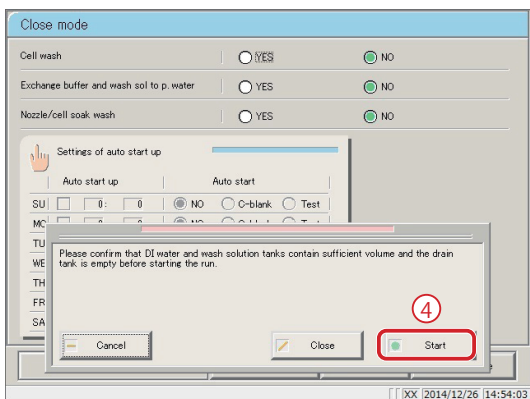 Close mode
Cell wash YES NO
Exchange buffer and wash sol to p. water YES NO
Nozzle/cell soak wash YES NO
Settings of auto start up
Auto start up Auto start
SU 0: 0 NO C-blank Test
MO
TU
WE
TH
FR
SA
Please confirm that DI water and wash solution tanks contain sufficient volume and the drain
tank is empty before starting the run.
4
Cancel Close Start
XX 2014/12/26 14:54:03